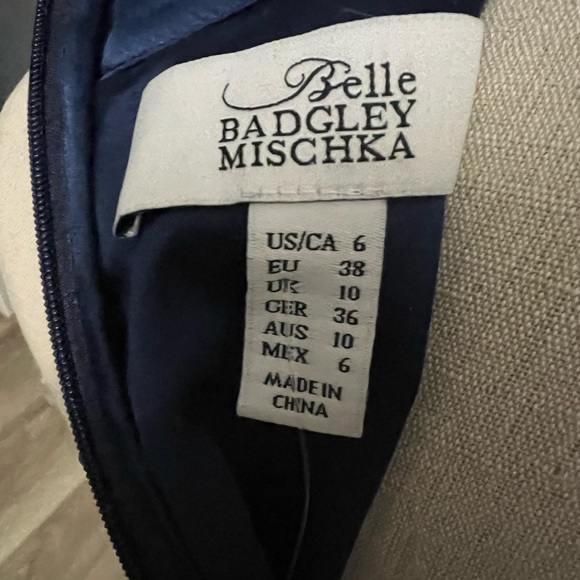 Belle
BADGLEY
MISCHKA
US/CA 6
EU 38
UK 10
GER 36
AUS 10
MEX 6
MADE IN
CHINA